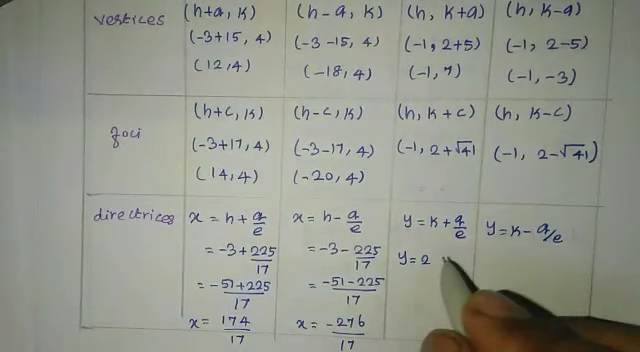 vertices (h+a, k) (h-a, k) (h, k+a) (h, k-a)
(-3+15, 4) (-3-15, 4) (-1, 2+5) (-1, 2-5)
(12, 4) (-18, 4) (-1, 7) (-1, -3)
foci (h+c, k) (h-c, k) (h, k+c) (h, k-c)
(-3+17, 4) (-3-17, 4) (-1, 2+√41 (-1, 2-√41)
(14, 4) (-20, 4)
directrices x = h + a/e x = h - a/e y = k + a/e y = k - a/e
= -3 + 225/17 = -3 - 225/17 y = 2
= -51+225/17 = -51-225/17
x = 174/17 x = -276/17